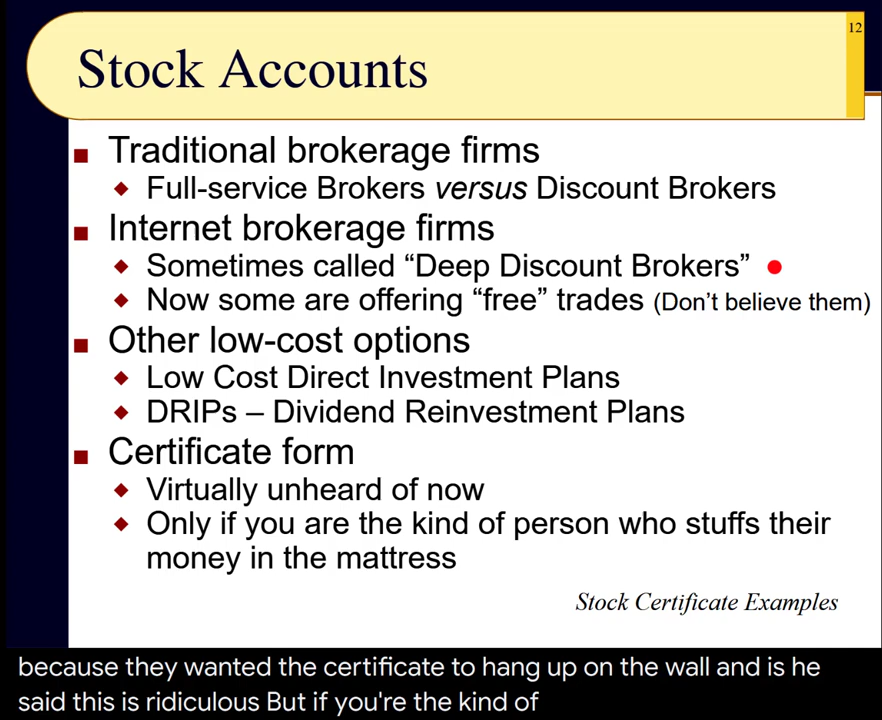 12
Stock Accounts
Traditional brokerage firms
Full-service Brokers versus Discount Brokers
Internet brokerage firms
Sometimes called “Deep Discount Brokers”
Now some are offering “free” trades (Don’t believe them)
Other low-cost options
Low Cost Direct Investment Plans
DRIPs – Dividend Reinvestment Plans
Certificate form
Virtually unheard of now
Only if you are the kind of person who stuffs their
money in the mattress
Stock Certificate Examples
because they wanted the certificate to hang up on the wall and is he
said this is ridiculous But if you're the kind of